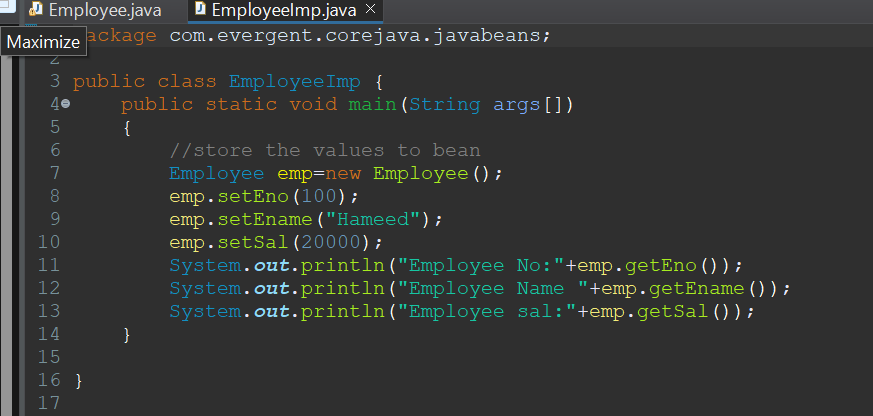 Employee.java EmployeeImp.java
Maximize
ackage com.evergent.corejava.javabeans;
2
3 public class EmployeeImp {
4 public static void main(String args[])
5 {
6 //store the values to bean
7 Employee emp=new Employee();
8 emp.setEno(100);
9 emp.setEname("Hameed");
10 emp.setSal(20000);
11 System.out.println("Employee No:"+emp.getEno());
12 System.out.println("Employee Name "+emp.getEname());
13 System.out.println("Employee sal:"+emp.getSal());
14 }
15
16 }
17